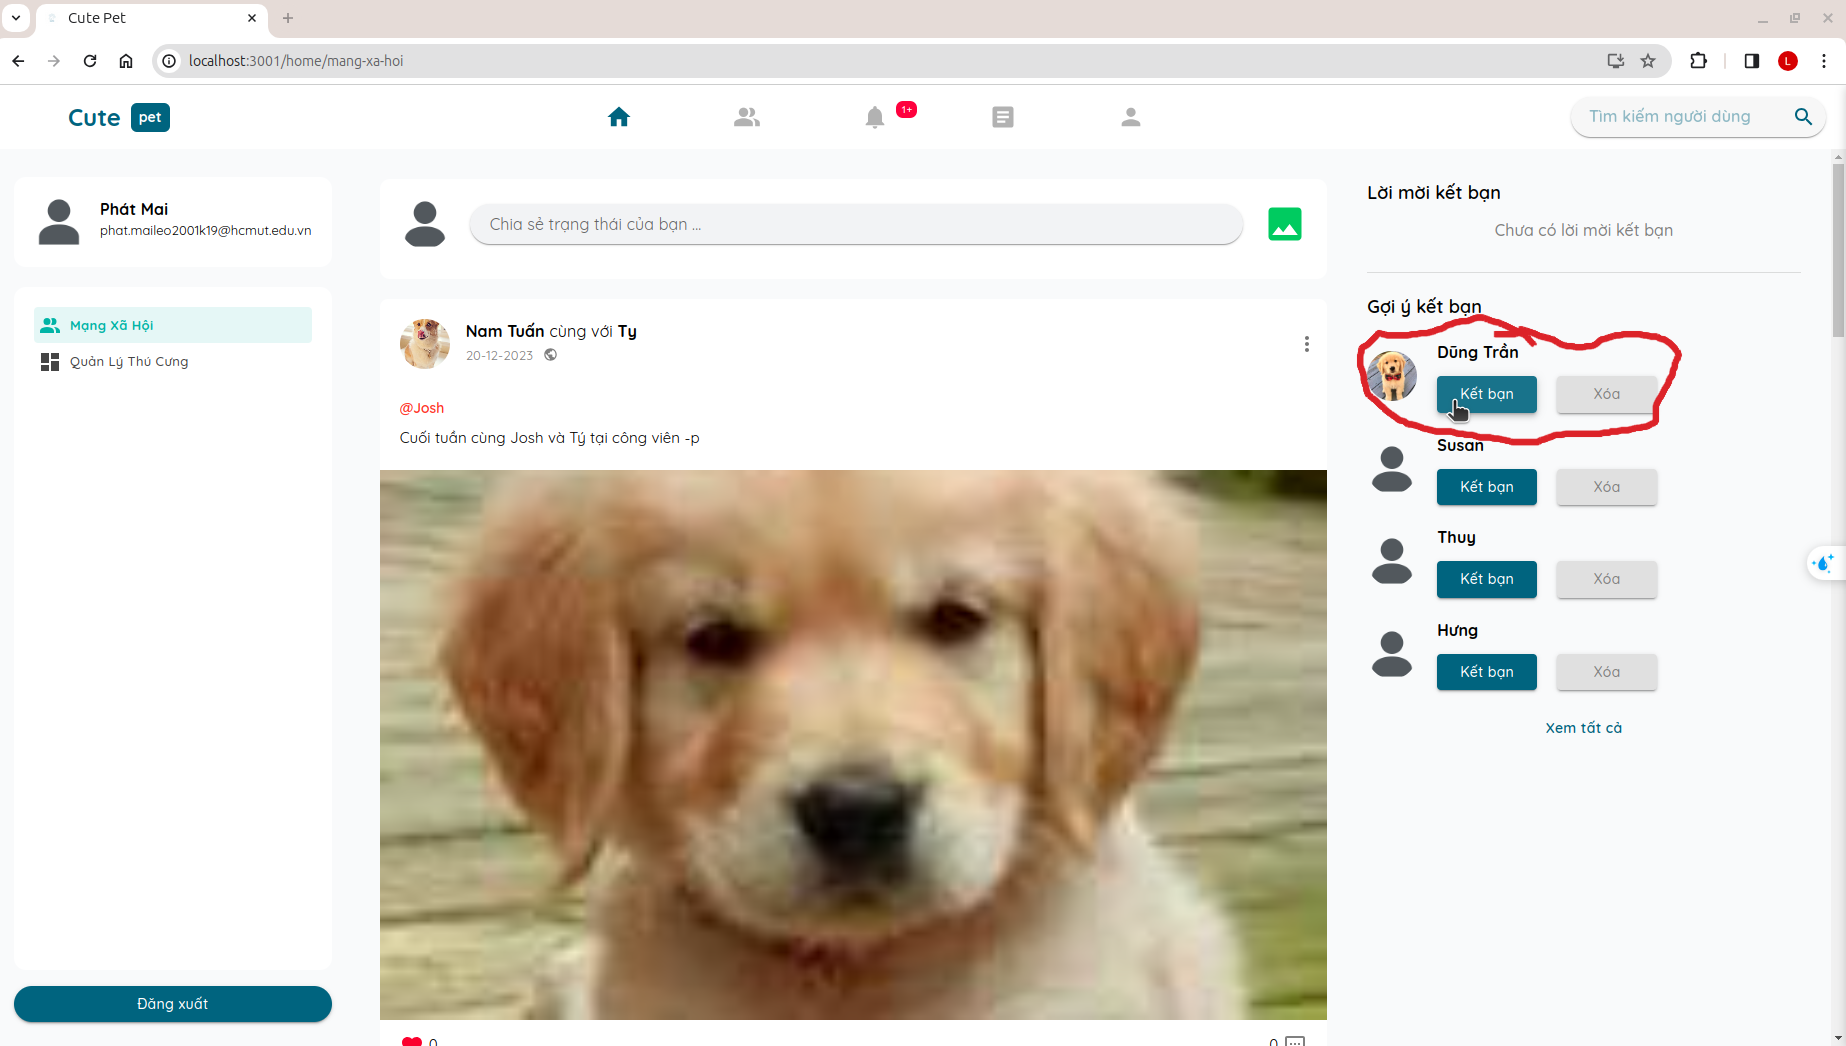 Cute Pet
localhost:3001/home/mang-xa-hoi
L
Cute pet
1+
Tìm kiếm người dùng
Phát Mai
phat.maileo2001k19@hcmut.edu.vn
Mạng Xã Hội
Quản Lý Thú Cưng
Đăng xuất
Chia sẻ trạng thái của bạn ...
Nam Tuấn cùng với Ty
20-12-2023
@Josh
Cuối tuần cùng Josh và Tý tại công viên -p
0
0
Lời mời kết bạn
Chưa có lời mời kết bạn
Gợi ý kết bạn
Dũng Trần
Kết bạn Xóa
Susan
Kết bạn Xóa
Thuy
Kết bạn Xóa
Hưng
Kết bạn Xóa
Xem tất cả